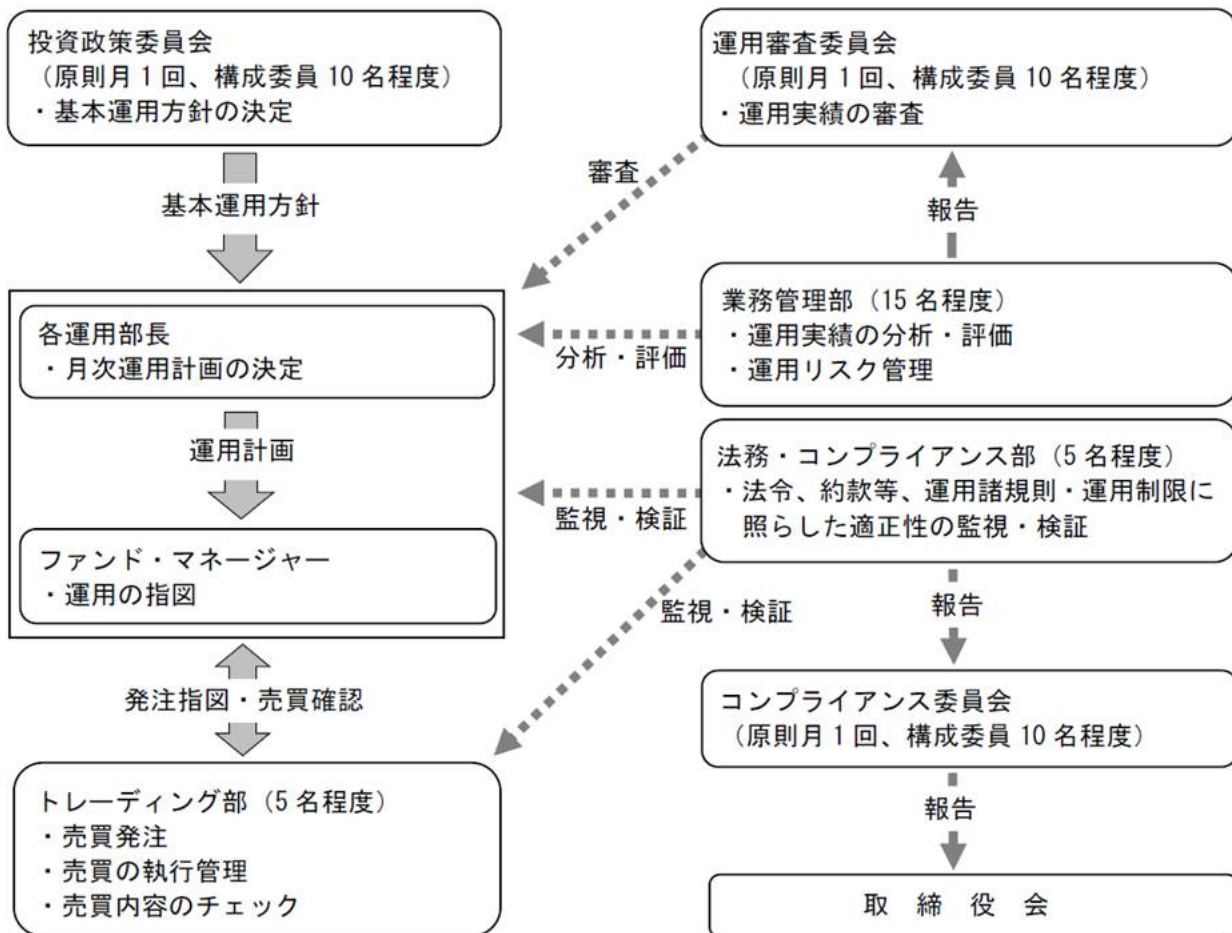 投資政策委員会
（原則月1回、構成委員10名程度）
・基本運用方針の決定
基本運用方針
各運用部長
・月次運用計画の決定
運用計画
ファンド・マネージャー
・運用の指図
発注指図・売買確認
トレーディング部（5名程度）
・売買発注
・売買の執行管理
・売買内容のチェック
運用審査委員会
（原則月1回、構成委員10名程度）
・運用実績の審査
審査
報告
業務管理部（15名程度）
・運用実績の分析・評価
・運用リスク管理
分析・評価
法務・コンプライアンス部（5名程度）
・法令、約款等、運用諸規則・運用制限に
照らした適正性の監視・検証
監視・検証
監視・検証
報告
コンプライアンス委員会
（原則月1回、構成委員10名程度）
報告
取　締　役　会